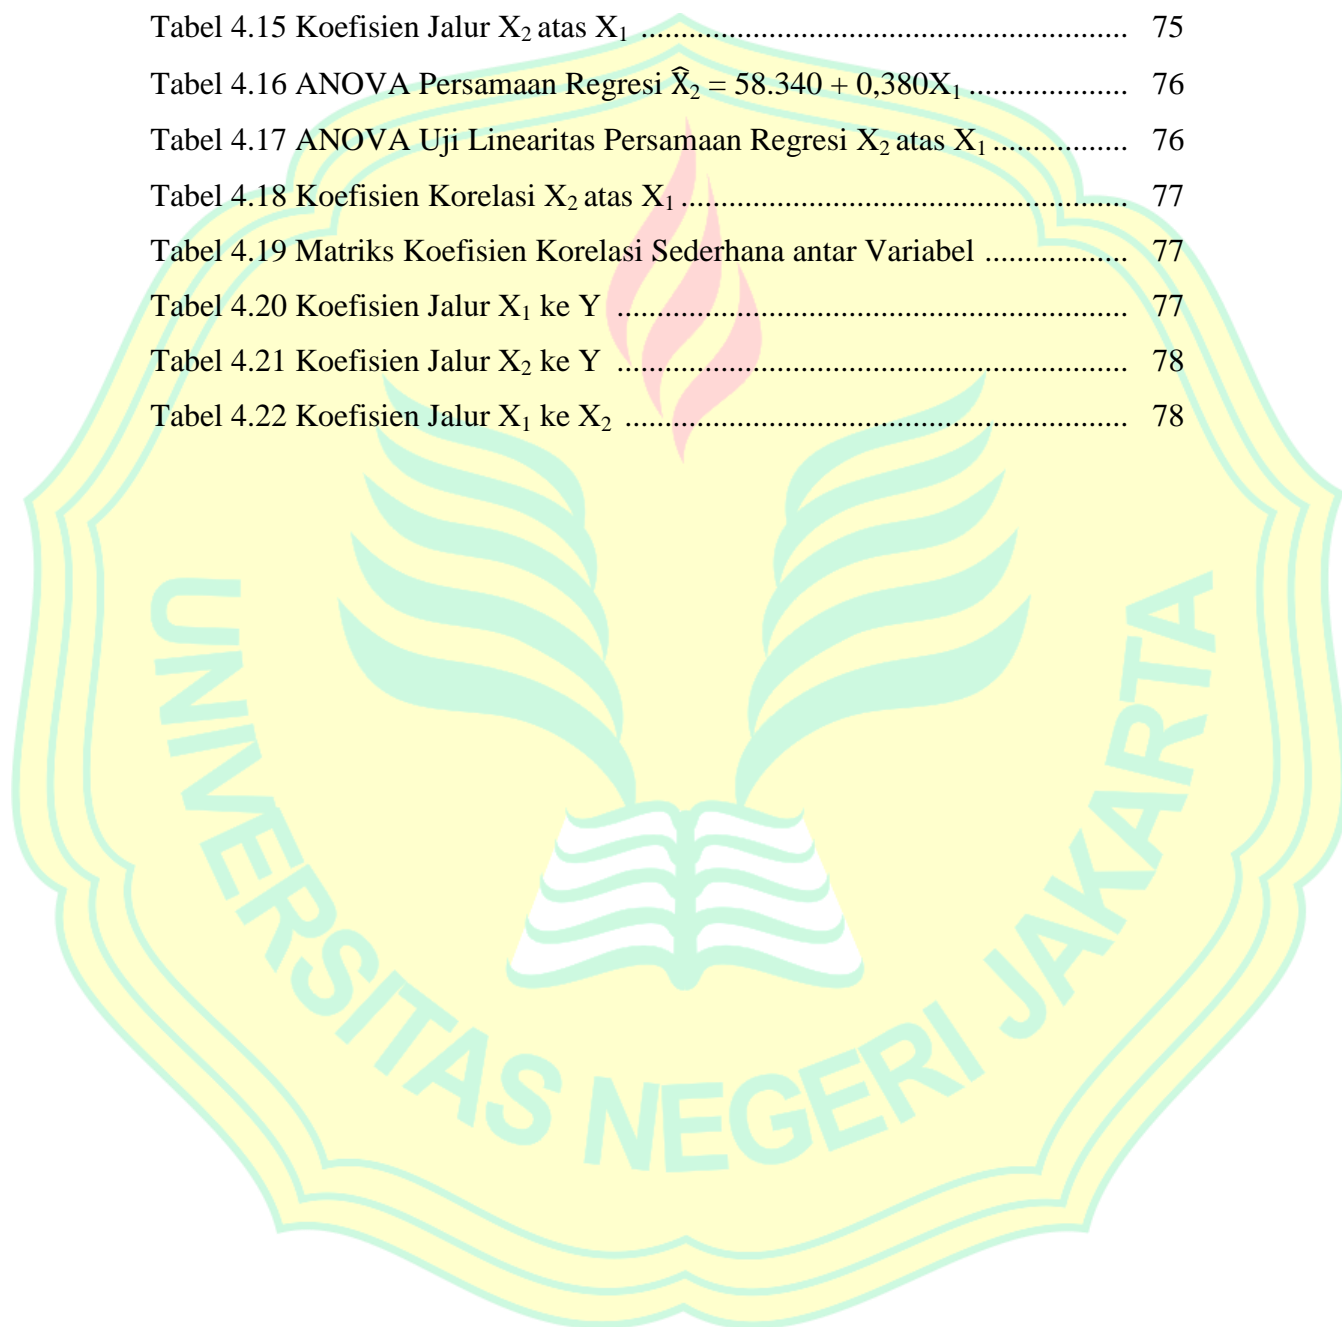 Tabel 4.15 Koefisien Jalur X₂ atas X₁ ............................................................. 75
Tabel 4.16 ANOVA Persamaan Regresi X̂₂ = 58.340 + 0,380X₁ .................... 76
Tabel 4.17 ANOVA Uji Linearitas Persamaan Regresi X₂ atas X₁ ................. 76
Tabel 4.18 Koefisien Korelasi X₂ atas X₁ ........................................................ 77
Tabel 4.19 Matriks Koefisien Korelasi Sederhana antar Variabel .................. 77
Tabel 4.20 Koefisien Jalur X₁ ke Y ................................................................ 77
Tabel 4.21 Koefisien Jalur X₂ ke Y ................................................................ 78
Tabel 4.22 Koefisien Jalur X₁ ke X₂ ............................................................... 78
UNIVERSITAS NEGERI JAKARTA